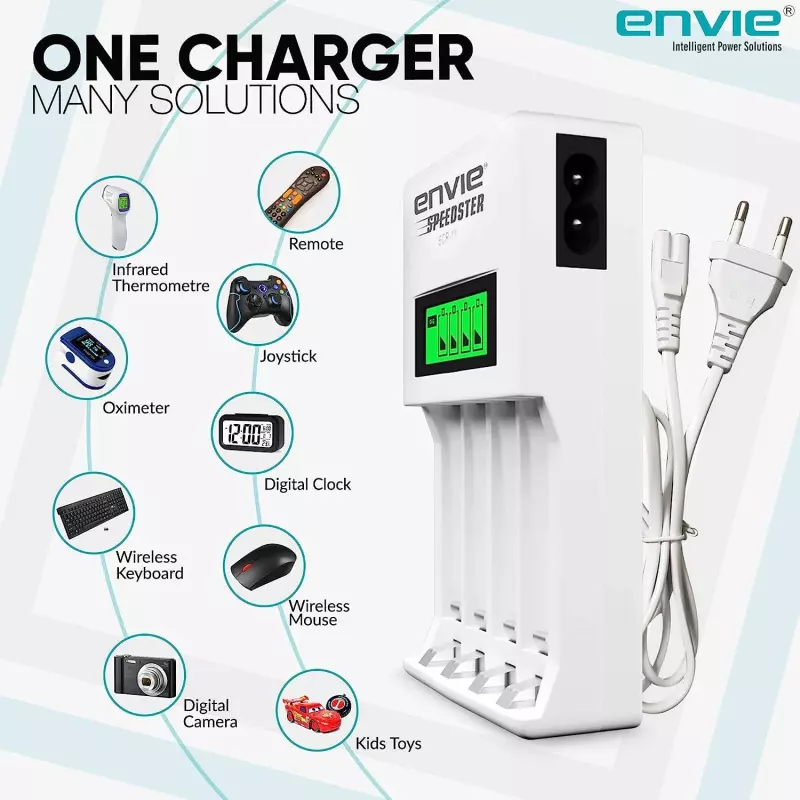 envie®
Intelligent Power Solutions
ONE CHARGER
MANY SOLUTIONS
envie®
SPEEDSTER
Remote
Infrared
Thermometre
Joystick
Oximeter
12:00
Digital Clock
Wireless
Keyboard
Wireless
Mouse
Digital
Camera
Kids Toys